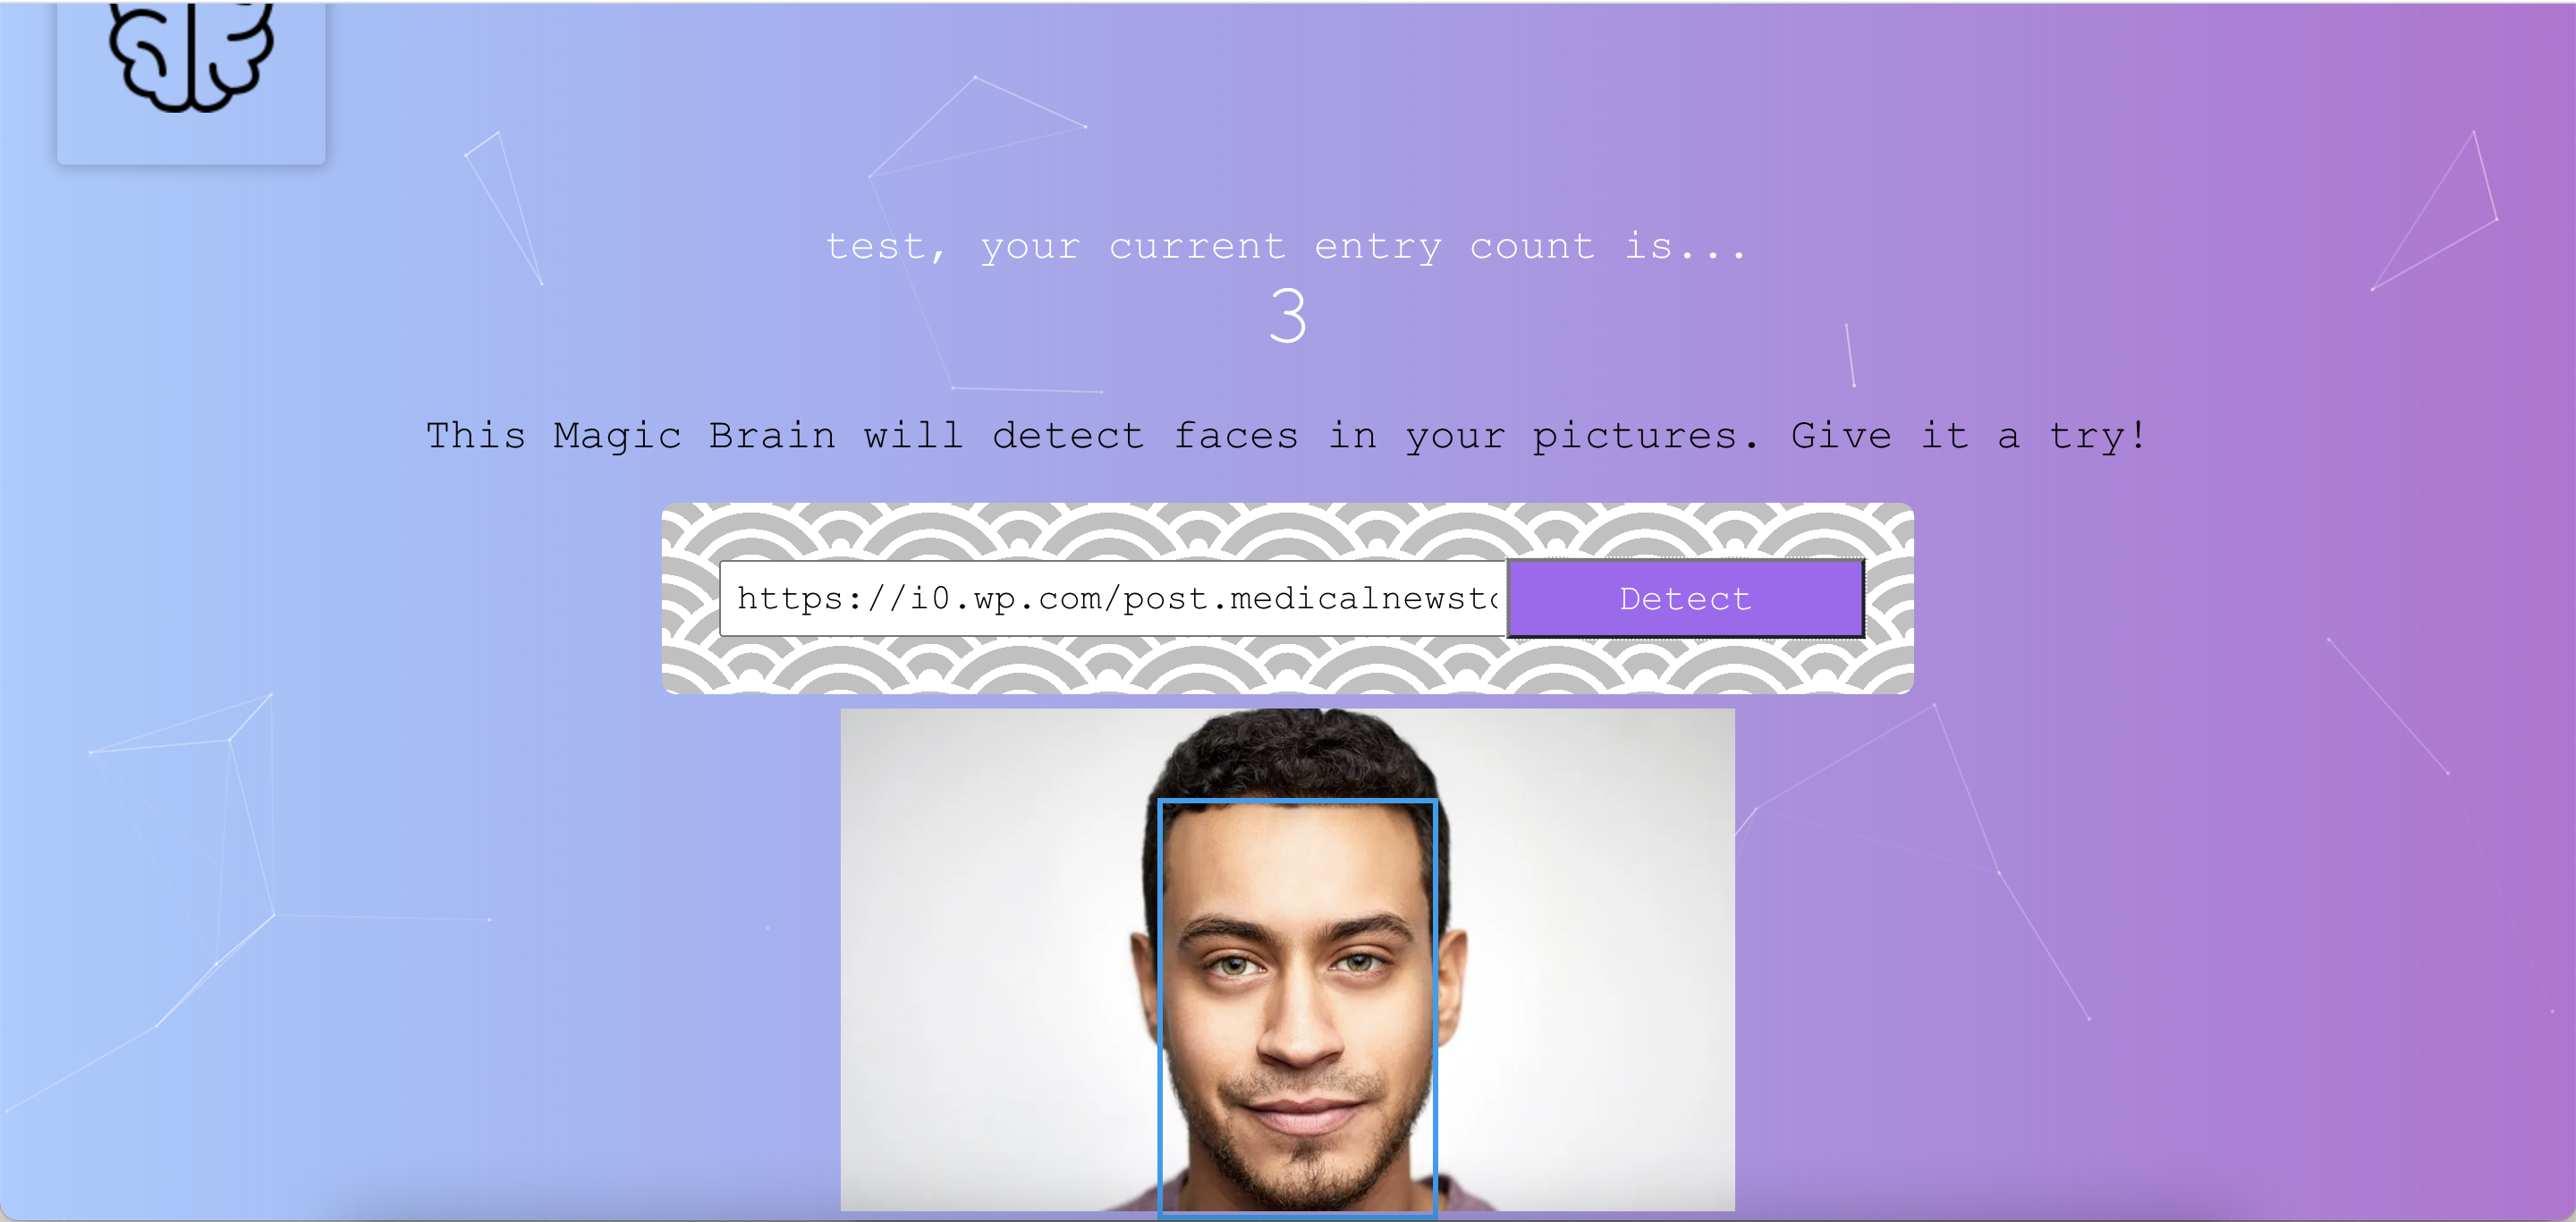 test, your current entry count is...
3
This Magic Brain will detect faces in your pictures. Give it a try!
https://i0.wp.com/post.medicalnewsto
Detect